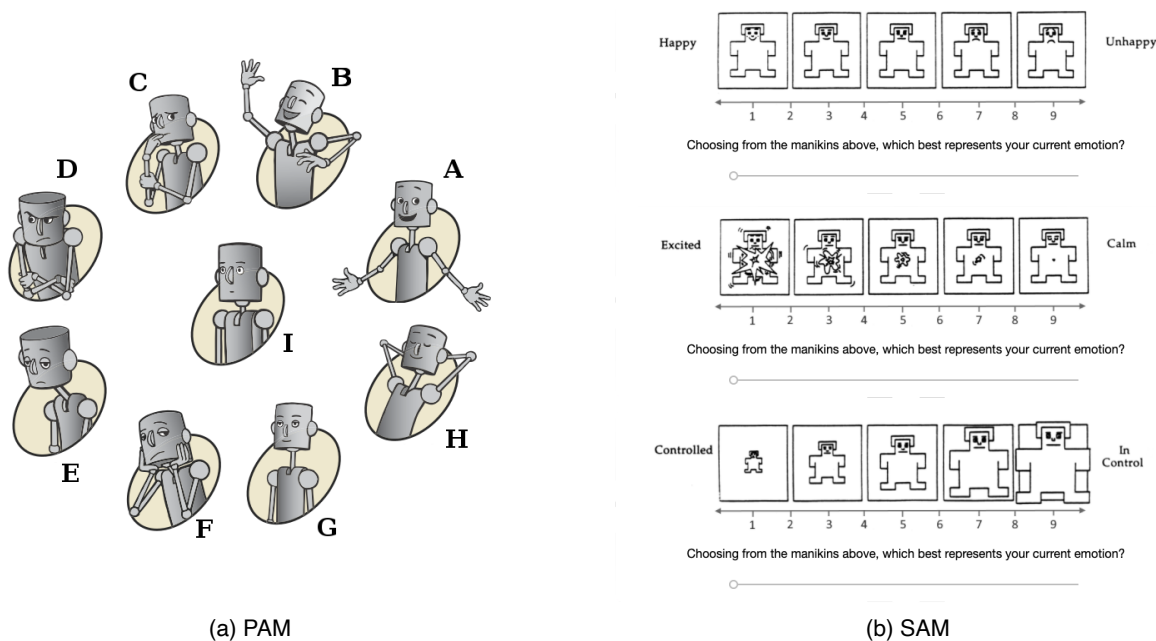 C
B
D
A
I
H
E
F
G
(a) PAM
Happy
Unhappy
1 2 3 4 5 6 7 8 9
Choosing from the manikins above, which best represents your current emotion?
Excited
Calm
1 2 3 4 5 6 7 8 9
Choosing from the manikins above, which best represents your current emotion?
Controlled
In
Control
1 2 3 4 5 6 7 8 9
Choosing from the manikins above, which best represents your current emotion?
(b) SAM